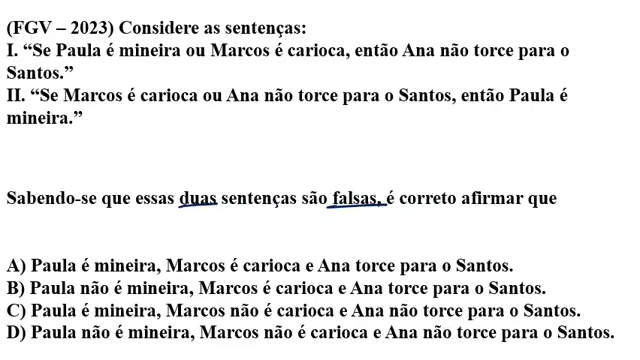 (FGV – 2023) Considere as sentenças:
I. “Se Paula é mineira ou Marcos é carioca, então Ana não torce para o
Santos.”
II. “Se Marcos é carioca ou Ana não torce para o Santos, então Paula é
mineira.”
Sabendo-se que essas duas sentenças são falsas, é correto afirmar que
A) Paula é mineira, Marcos é carioca e Ana torce para o Santos.
B) Paula não é mineira, Marcos é carioca e Ana torce para o Santos.
C) Paula é mineira, Marcos não é carioca e Ana não torce para o Santos.
D) Paula não é mineira, Marcos não é carioca e Ana não torce para o Santos.